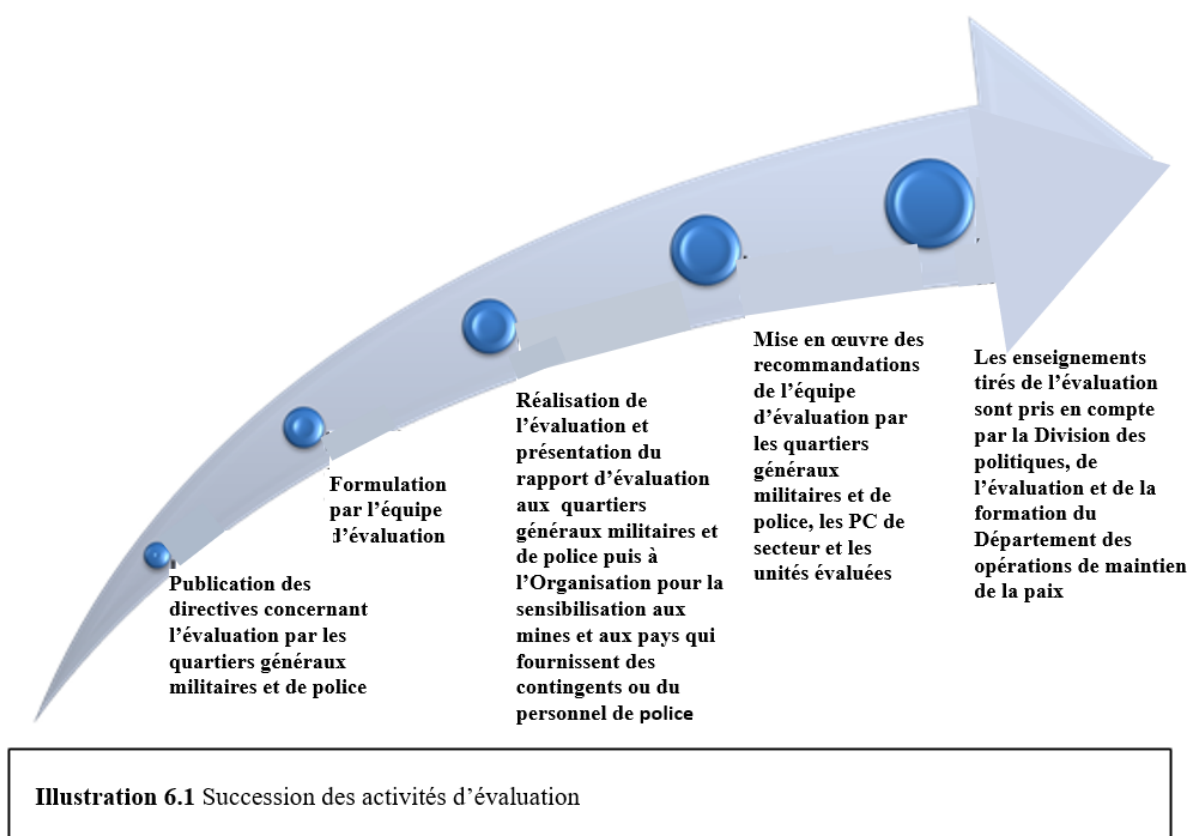 Publication des
directives concernant
l’évaluation par les
quartiers généraux
militaires et de police
Formulation
par l’équipe
d’évaluation
Réalisation de
l’évaluation et
présentation du
rapport d’évaluation
aux quartiers
généraux militaires et
de police puis à
l’Organisation pour la
sensibilisation aux
mines et aux pays qui
fournissent des
contingents ou du
personnel de police
Mise en œuvre des
recommandations
de l’équipe
d’évaluation par
les quartiers
généraux
militaires et de
police, les PC de
secteur et les
unités évaluées
Les enseignements
tirés de l’évaluation
sont pris en compte
par la Division des
politiques, de
l’évaluation et de la
formation du
Département des
opérations de maintien
de la paix
Illustration 6.1 Succession des activités d’évaluation